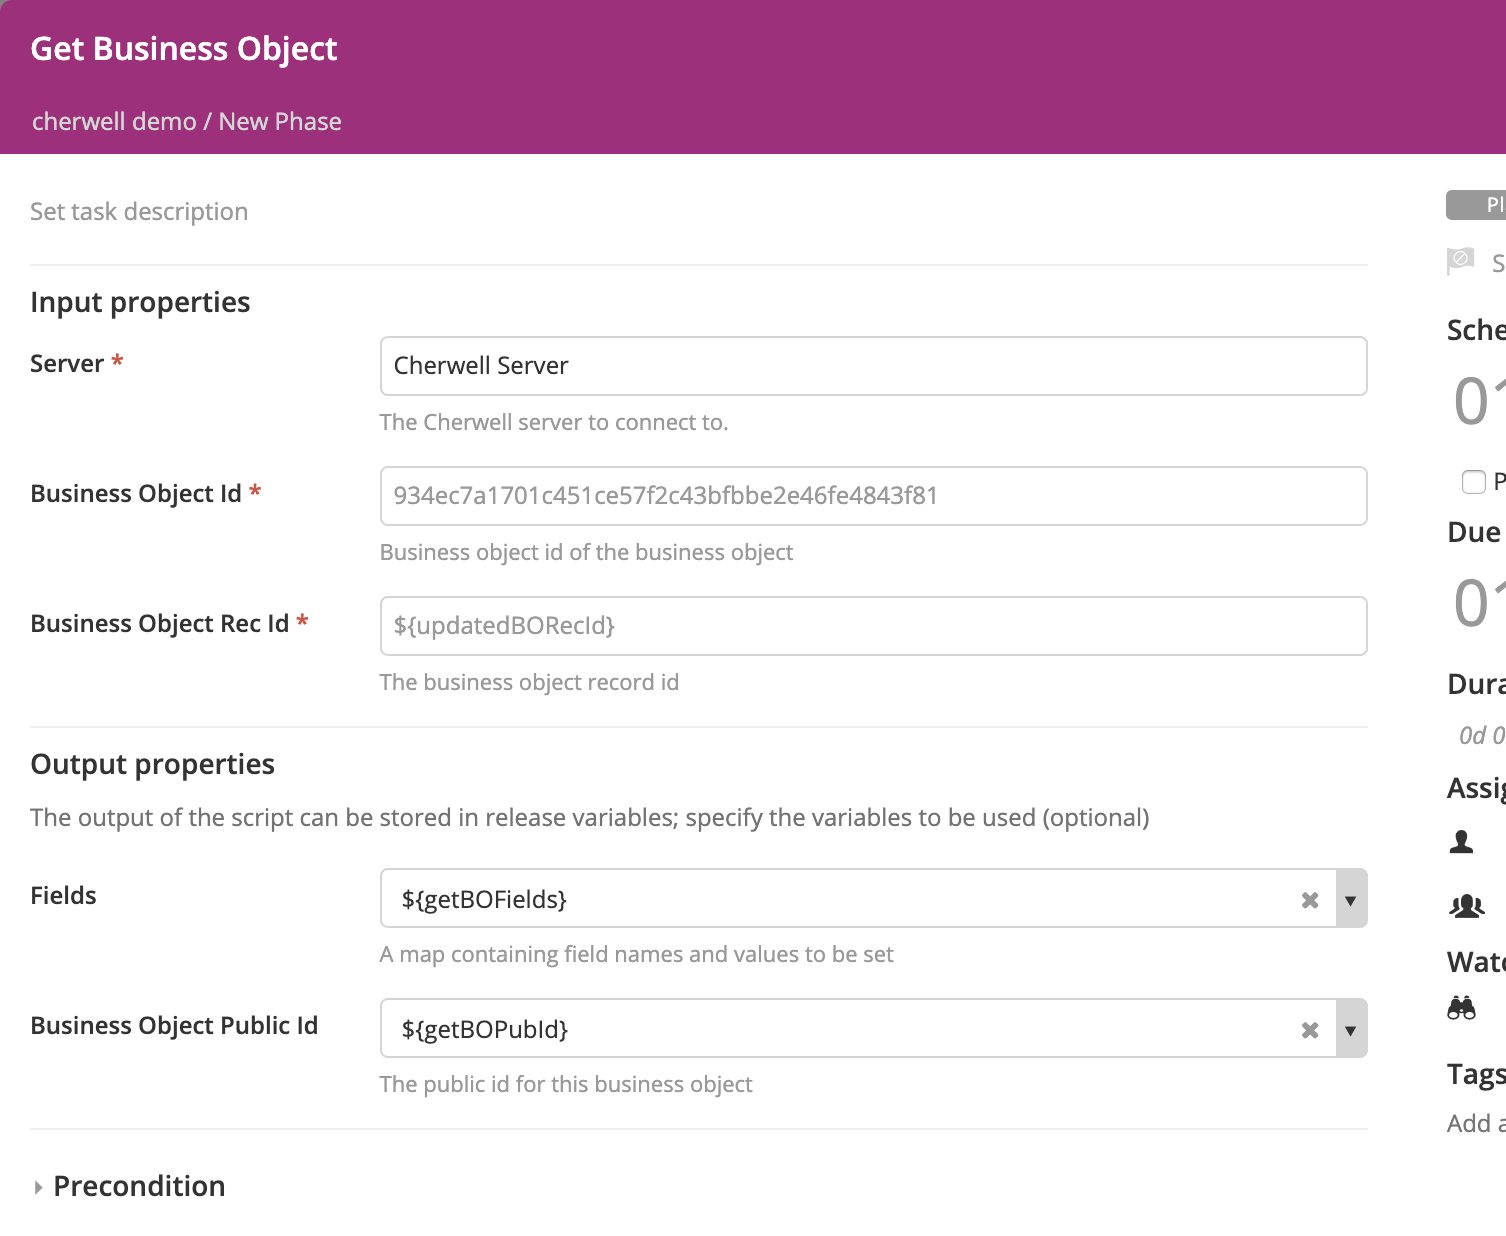 Get Business Object
cherwell demo / New Phase
Set task description
Input properties
Server *
Cherwell Server
The Cherwell server to connect to.
Business Object Id *
934ec7a1701c451ce57f2c43bfbbe2e46fe4843f81
Business object id of the business object
Business Object Rec Id *
${updatedBORecId}
The business object record id
Output properties
The output of the script can be stored in release variables; specify the variables to be used (optional)
Fields
${getBOFields}
A map containing field names and values to be set
Business Object Public Id
${getBOPubId}
The public id for this business object
Precondition
Pl
S
Sche
01
P
Due
01
Dura
0d 0
Assig
Watc
Tags
Add a